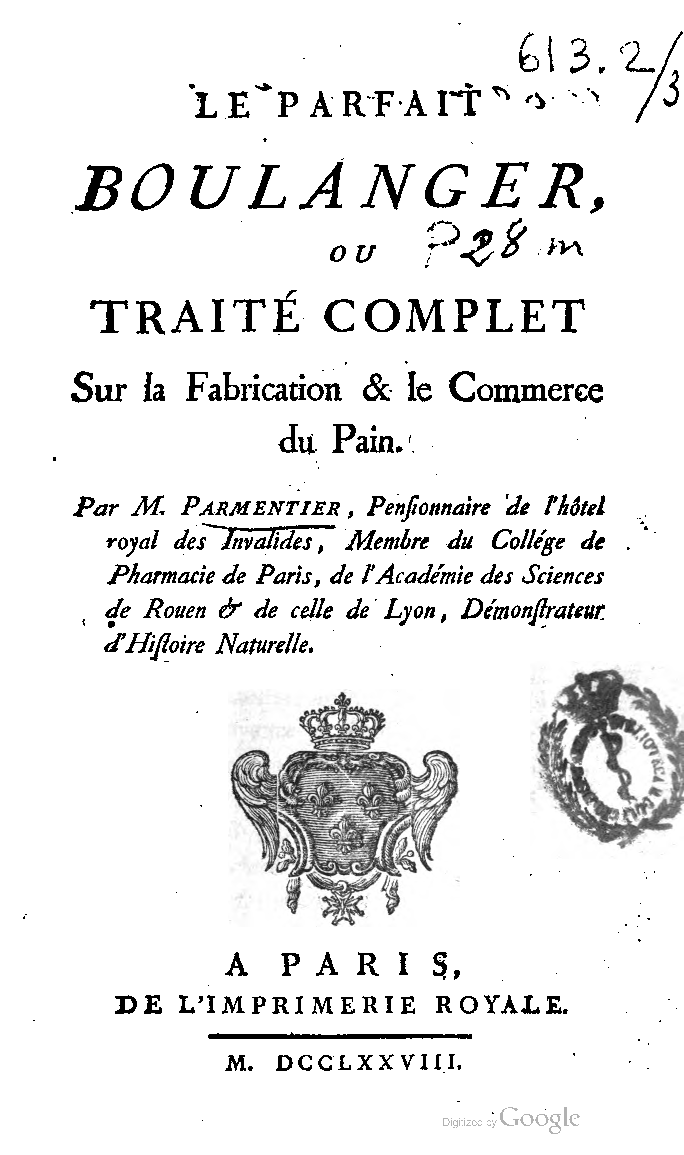 613.2/3
LE PARFAIT
BOULANGER,
OU
P28m
TRAITÉ COMPLET
Sur la Fabrication & le Commerce
du Pain.
Par M. PARMENTIER, Penſionnaire de l'hôtel
royal des Invalides, Membre du Collége de
Pharmacie de Paris, de l'Académie des Sciences
de Rouen & de celle de Lyon, Démonſtrateur
d'Hiſtoire Naturelle.
A PARIS,
DE L'IMPRIMERIE ROYALE.
M. DCCLXXVIII.
Digitized by Google